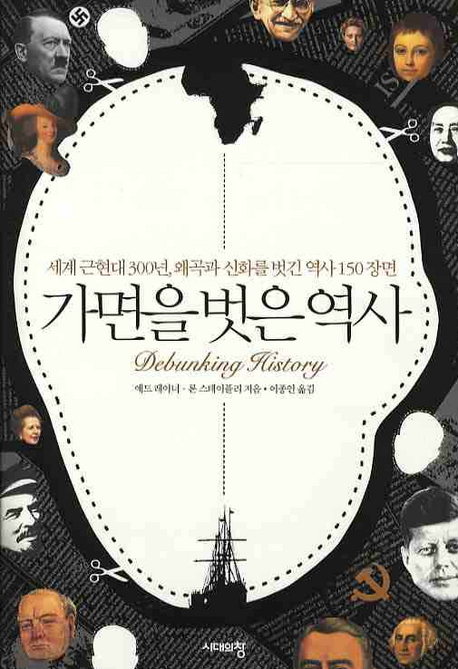 세계 근현대 300년, 왜곡과 신화를 벗긴 역사 150 장면
가면을 벗은 역사
Debunking History
에드 레이너 · 론 스테이플리 지음 · 이종인 옮김
시대의창